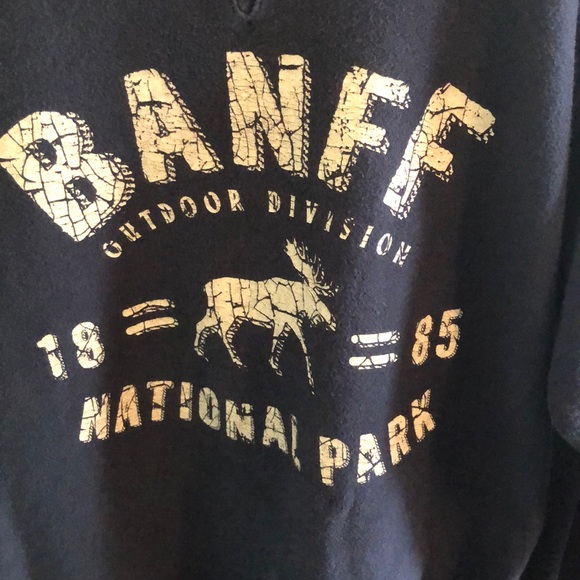 BANFF
OUTDOOR DIVISION
18 = = 85
NATIONAL PARK